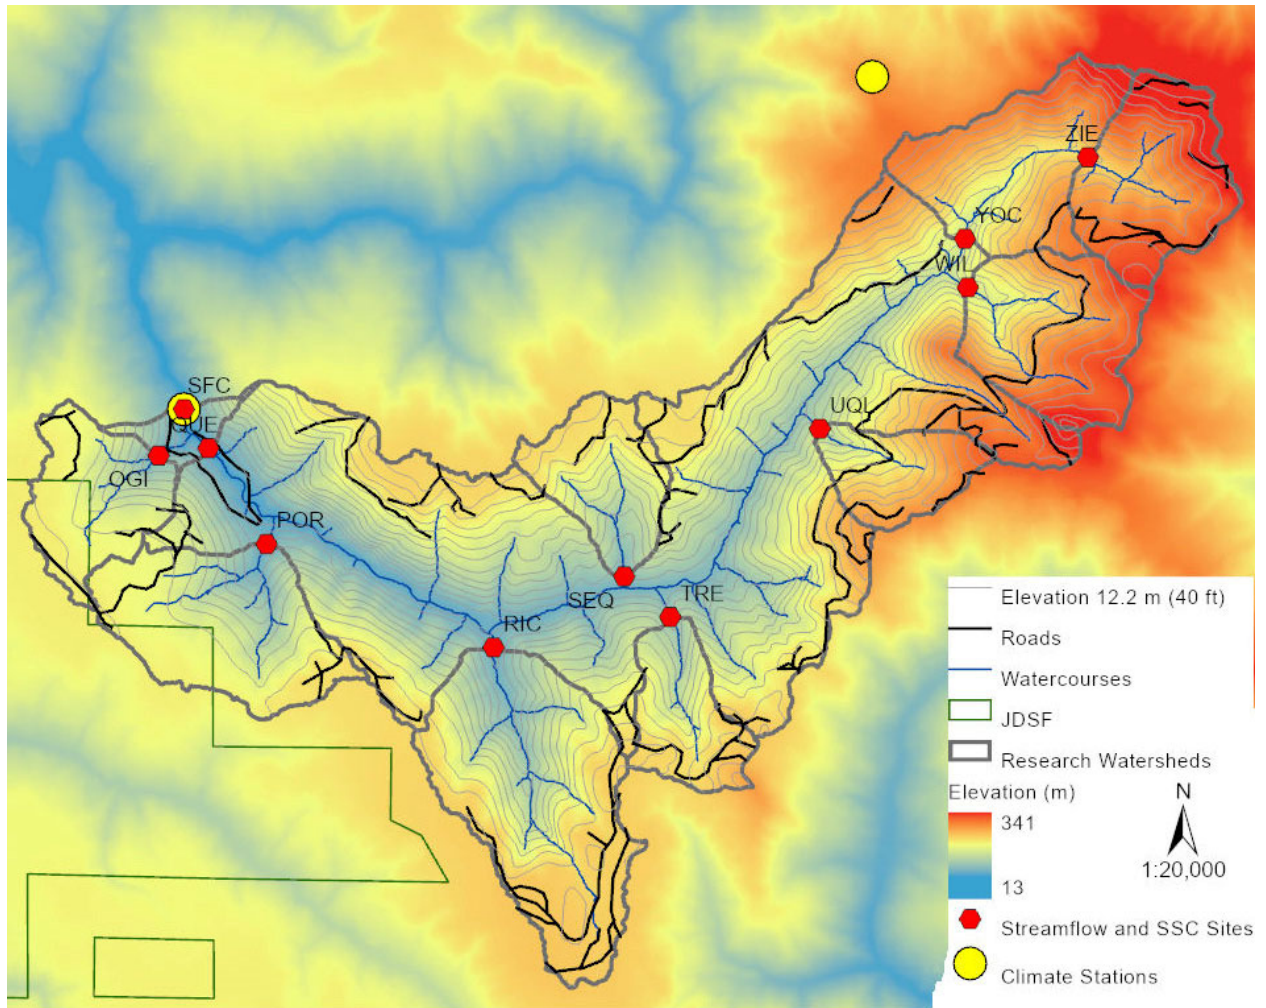 ZIE
YOC
WIL
SFC
QUE
UQL
OGI
POR
SEQ
TRE
RIC
Elevation 12.2 m (40 ft)
Roads
Watercourses
JDSF
Research Watersheds
Elevation (m)
341
13
N
1:20,000
Streamflow and SSC Sites
Climate Stations